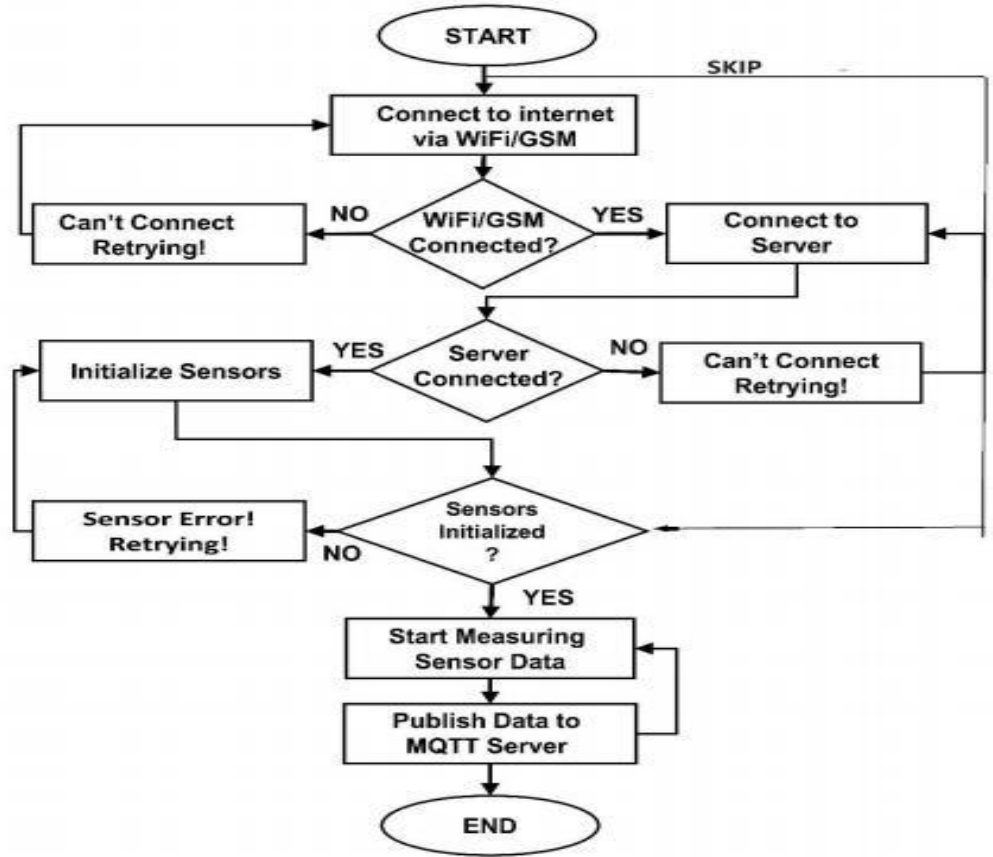 START
SKIP
Connect to internet
via WiFi/GSM
NO
WiFi/GSM
Connected?
YES
Can't Connect
Retrying!
Connect to
Server
YES
Server
Connected?
NO
Initialize Sensors
Can't Connect
Retrying!
Sensors
Initialized
?
Sensor Error!
Retrying!
NO
YES
Start Measuring
Sensor Data
Publish Data to
MQTT Server
END